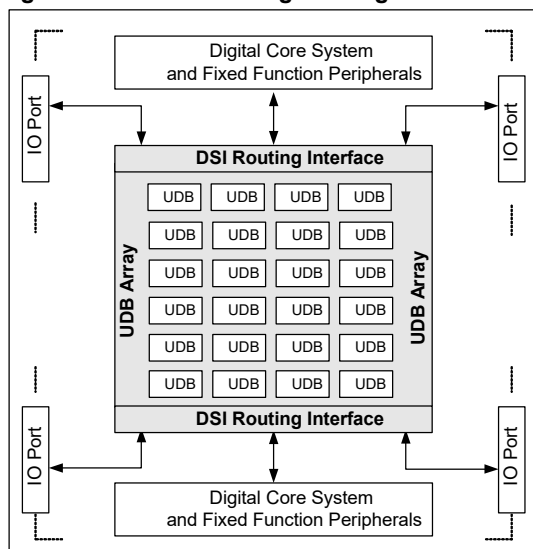 Digital Core System
and Fixed Function Peripherals
IO Port
IO Port
DSI Routing Interface
UDB Array
UDB Array
UDB UDB UDB UDB
UDB UDB UDB UDB
UDB UDB UDB UDB
UDB UDB UDB UDB
UDB UDB UDB UDB
UDB UDB UDB UDB
DSI Routing Interface
IO Port
IO Port
Digital Core System
and Fixed Function Peripherals